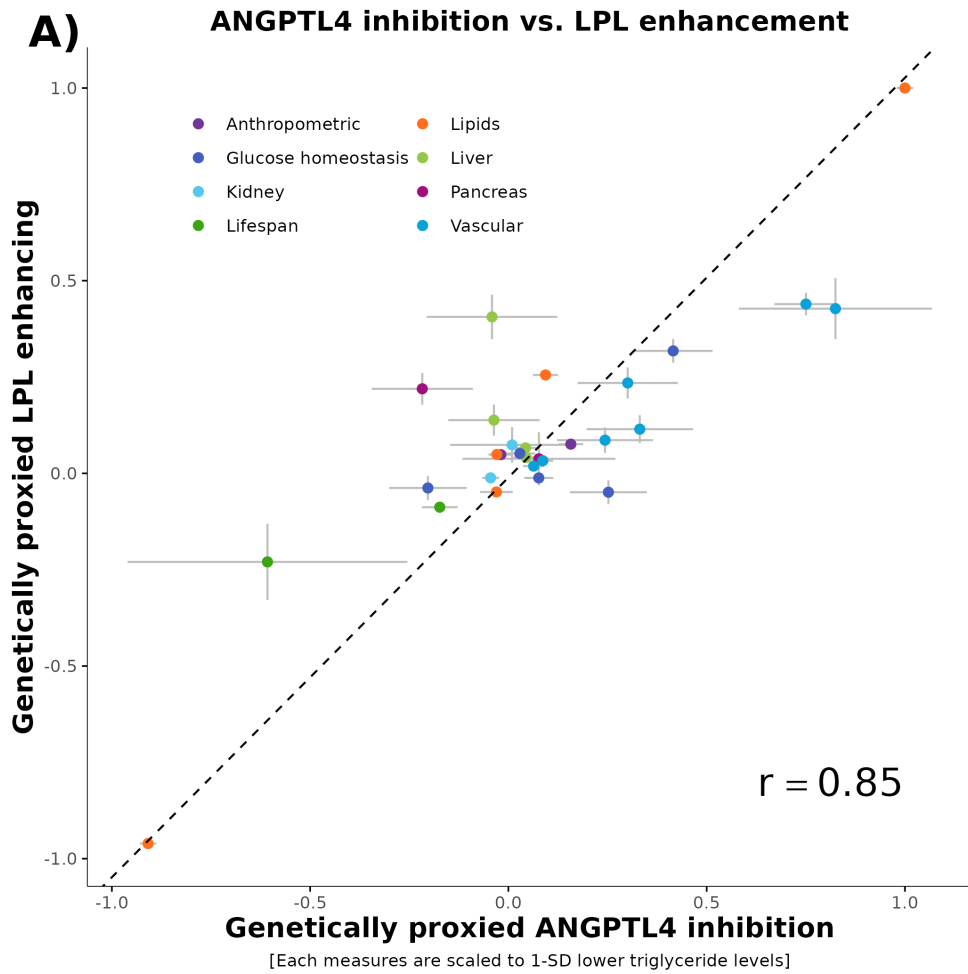 A)
ANGPTL4 inhibition vs. LPL enhancement
Genetically proxied LPL enhancing
1.0
0.5
0.0
-0.5
-1.0
Anthropometric
Glucose homeostasis
Kidney
Lifespan
Lipids
Liver
Pancreas
Vascular
r = 0.85
-1.0 -0.5 0.0 0.5 1.0
Genetically proxied ANGPTL4 inhibition
[Each measures are scaled to 1-SD lower triglyceride levels]